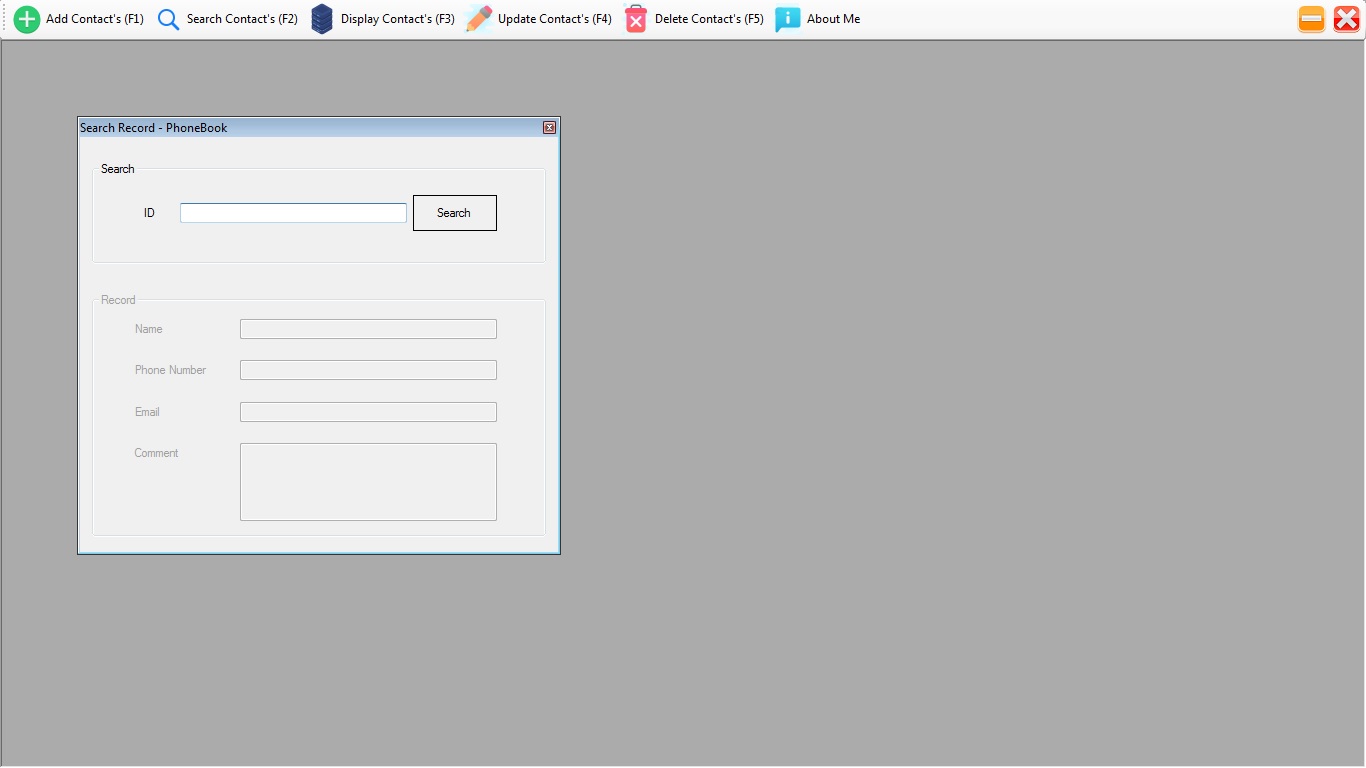 Add Contact's (F1) Search Contact's (F2) Display Contact's (F3) Update Contact's (F4) Delete Contact's (F5) About Me
Search Record - PhoneBook
Search
ID Search
Record
Name
Phone Number
Email
Comment